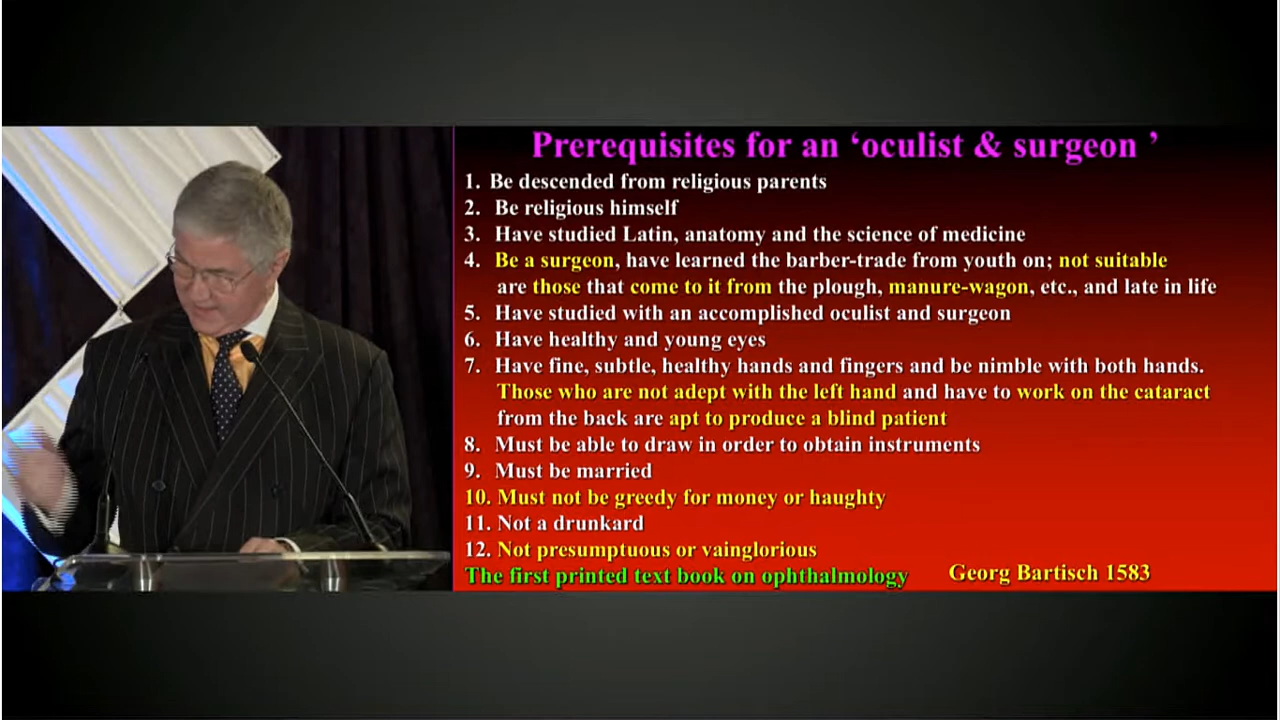 Prerequisites for an ‘oculist & surgeon ’
1. Be descended from religious parents
2. Be religious himself
3. Have studied Latin, anatomy and the science of medicine
4. Be a surgeon, have learned the barber-trade from youth on; not suitable
are those that come to it from the plough, manure-wagon, etc., and late in life
5. Have studied with an accomplished oculist and surgeon
6. Have healthy and young eyes
7. Have fine, subtle, healthy hands and fingers and be nimble with both hands.
Those who are not adept with the left hand and have to work on the cataract
from the back are apt to produce a blind patient
8. Must be able to draw in order to obtain instruments
9. Must be married
10. Must not be greedy for money or haughty
11. Not a drunkard
12. Not presumptuous or vainglorious
The first printed text book on ophthalmology Georg Bartisch 1583